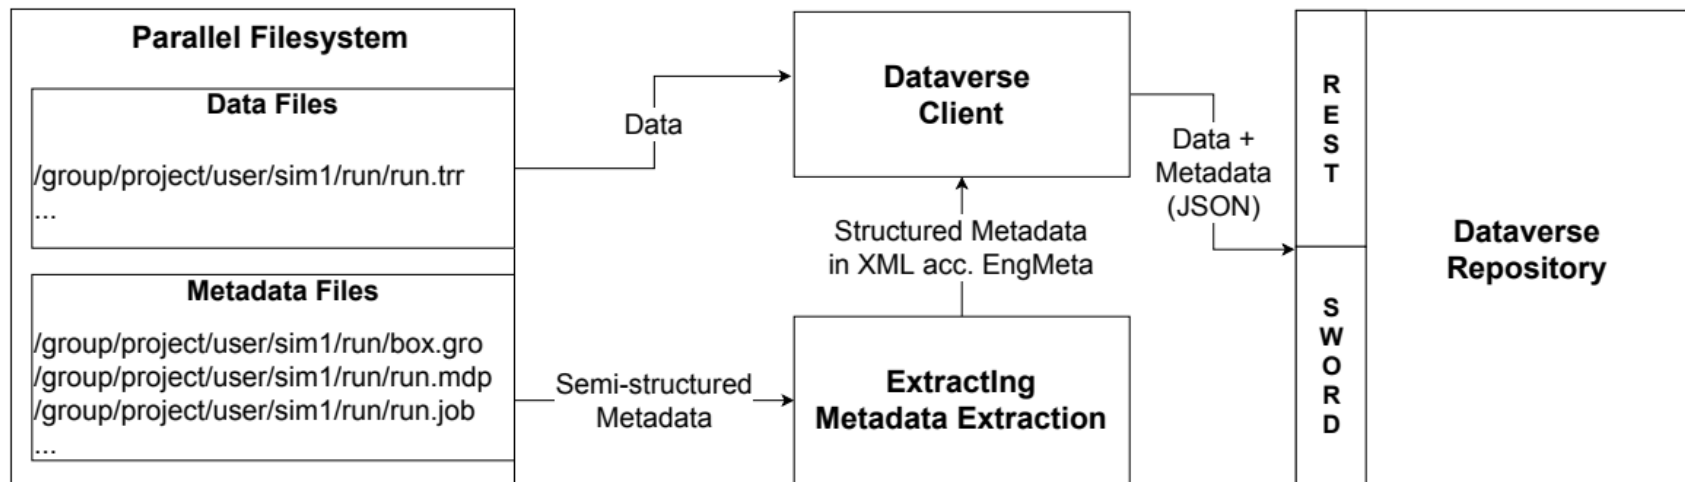 Parallel Filesystem
Data Files
/group/project/user/sim1/run/run.trr
...
Metadata Files
/group/project/user/sim1/run/box.gro
/group/project/user/sim1/run/run.mdp
/group/project/user/sim1/run/run.job
...
Data
Semi-structured
Metadata
Dataverse
Client
Structured Metadata
in XML acc. EngMeta
ExtractIng
Metadata Extraction
Data +
Metadata
(JSON)
R
E
S
T
S
W
O
R
D
Dataverse
Repository